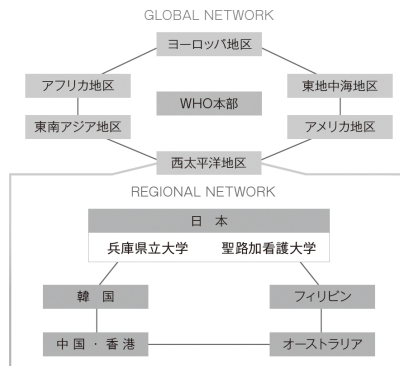 GLOBAL NETWORK
ヨーロッパ地区
アフリカ地区
東地中海地区
WHO本部
東南アジア地区
アメリカ地区
西太平洋地区
REGIONAL NETWORK
日 本
兵庫県立大学 聖路加看護大学
韓 国
フィリピン
中国・香港
オーストラリア